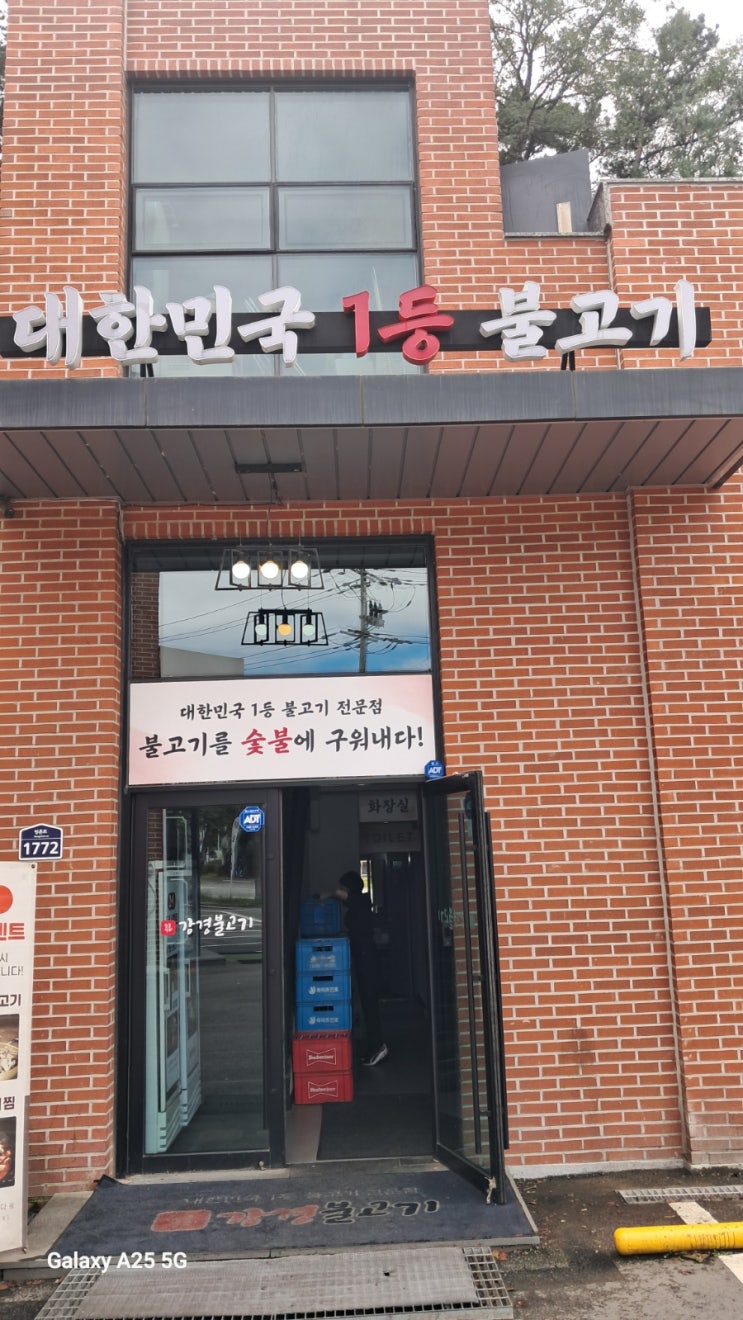 대한민국 1등 불고기
대한민국 1등 불고기 전문점
불고기를 숯불에 구워내다!
ADT
ADT
화장실
TOILET
1772
강경불고기
Budweiser
Budweiser
강경불고기
Galaxy A25 5G